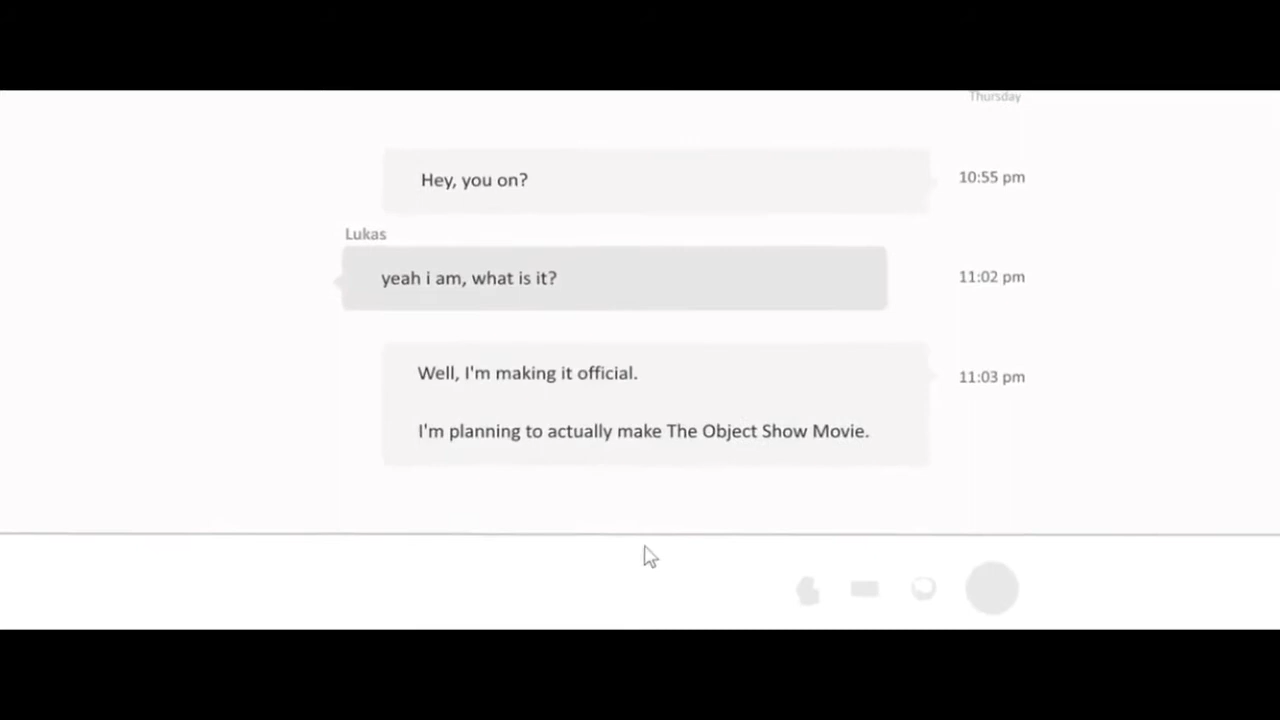 Thursday
Hey, you on?
10:55 pm
Lukas
yeah i am, what is it?
11:02 pm
Well, I'm making it official.
11:03 pm
I'm planning to actually make The Object Show Movie.